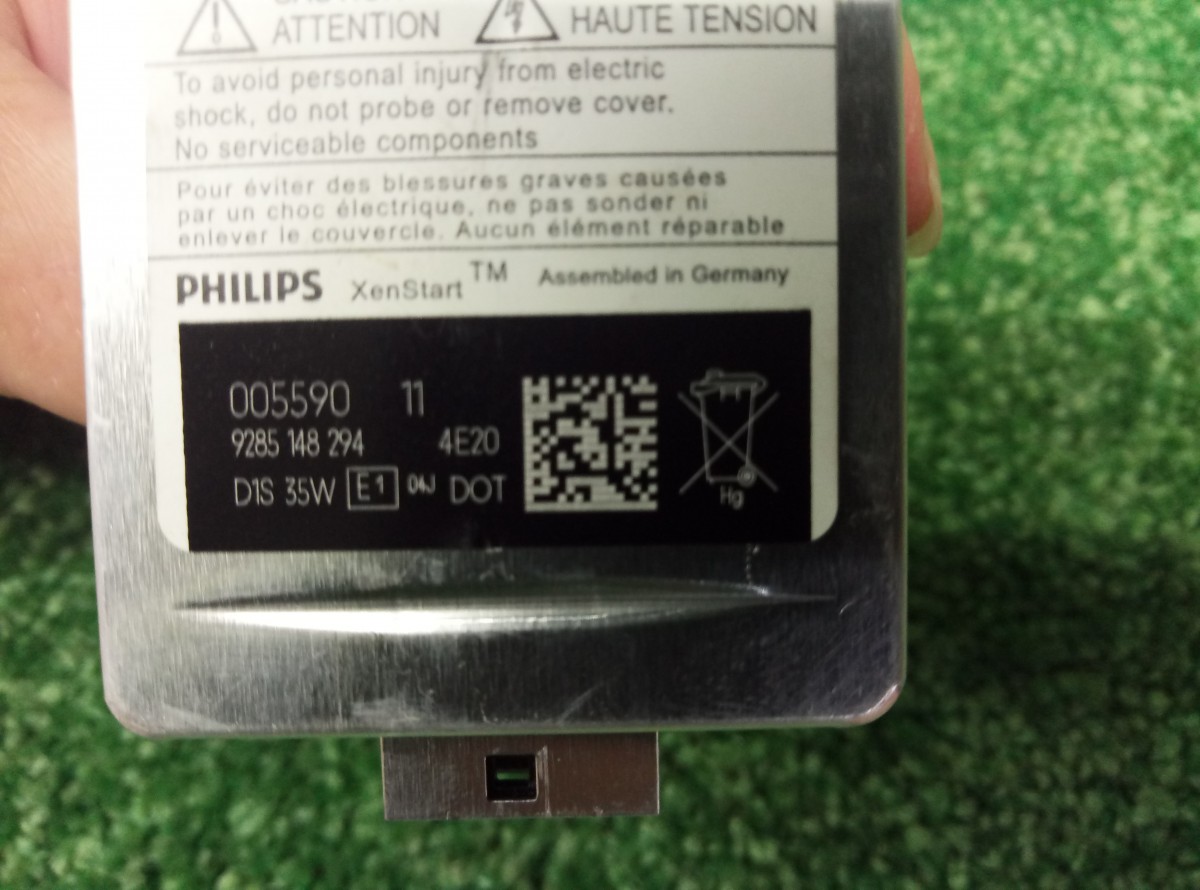 ATTENTION HAUTE TENSION
To avoid personal injury from electric
shock, do not probe or remove cover.
No serviceable components
Pour éviter des blessures graves causées
par un choc électrique, ne pas sonder ni
enlever le couvercle. Aucun élément réparable
PHILIPS XenStart™ Assembled in Germany
005590 11
9285 148 294 4E20
D1S 35W E1 04J DOT
Hg